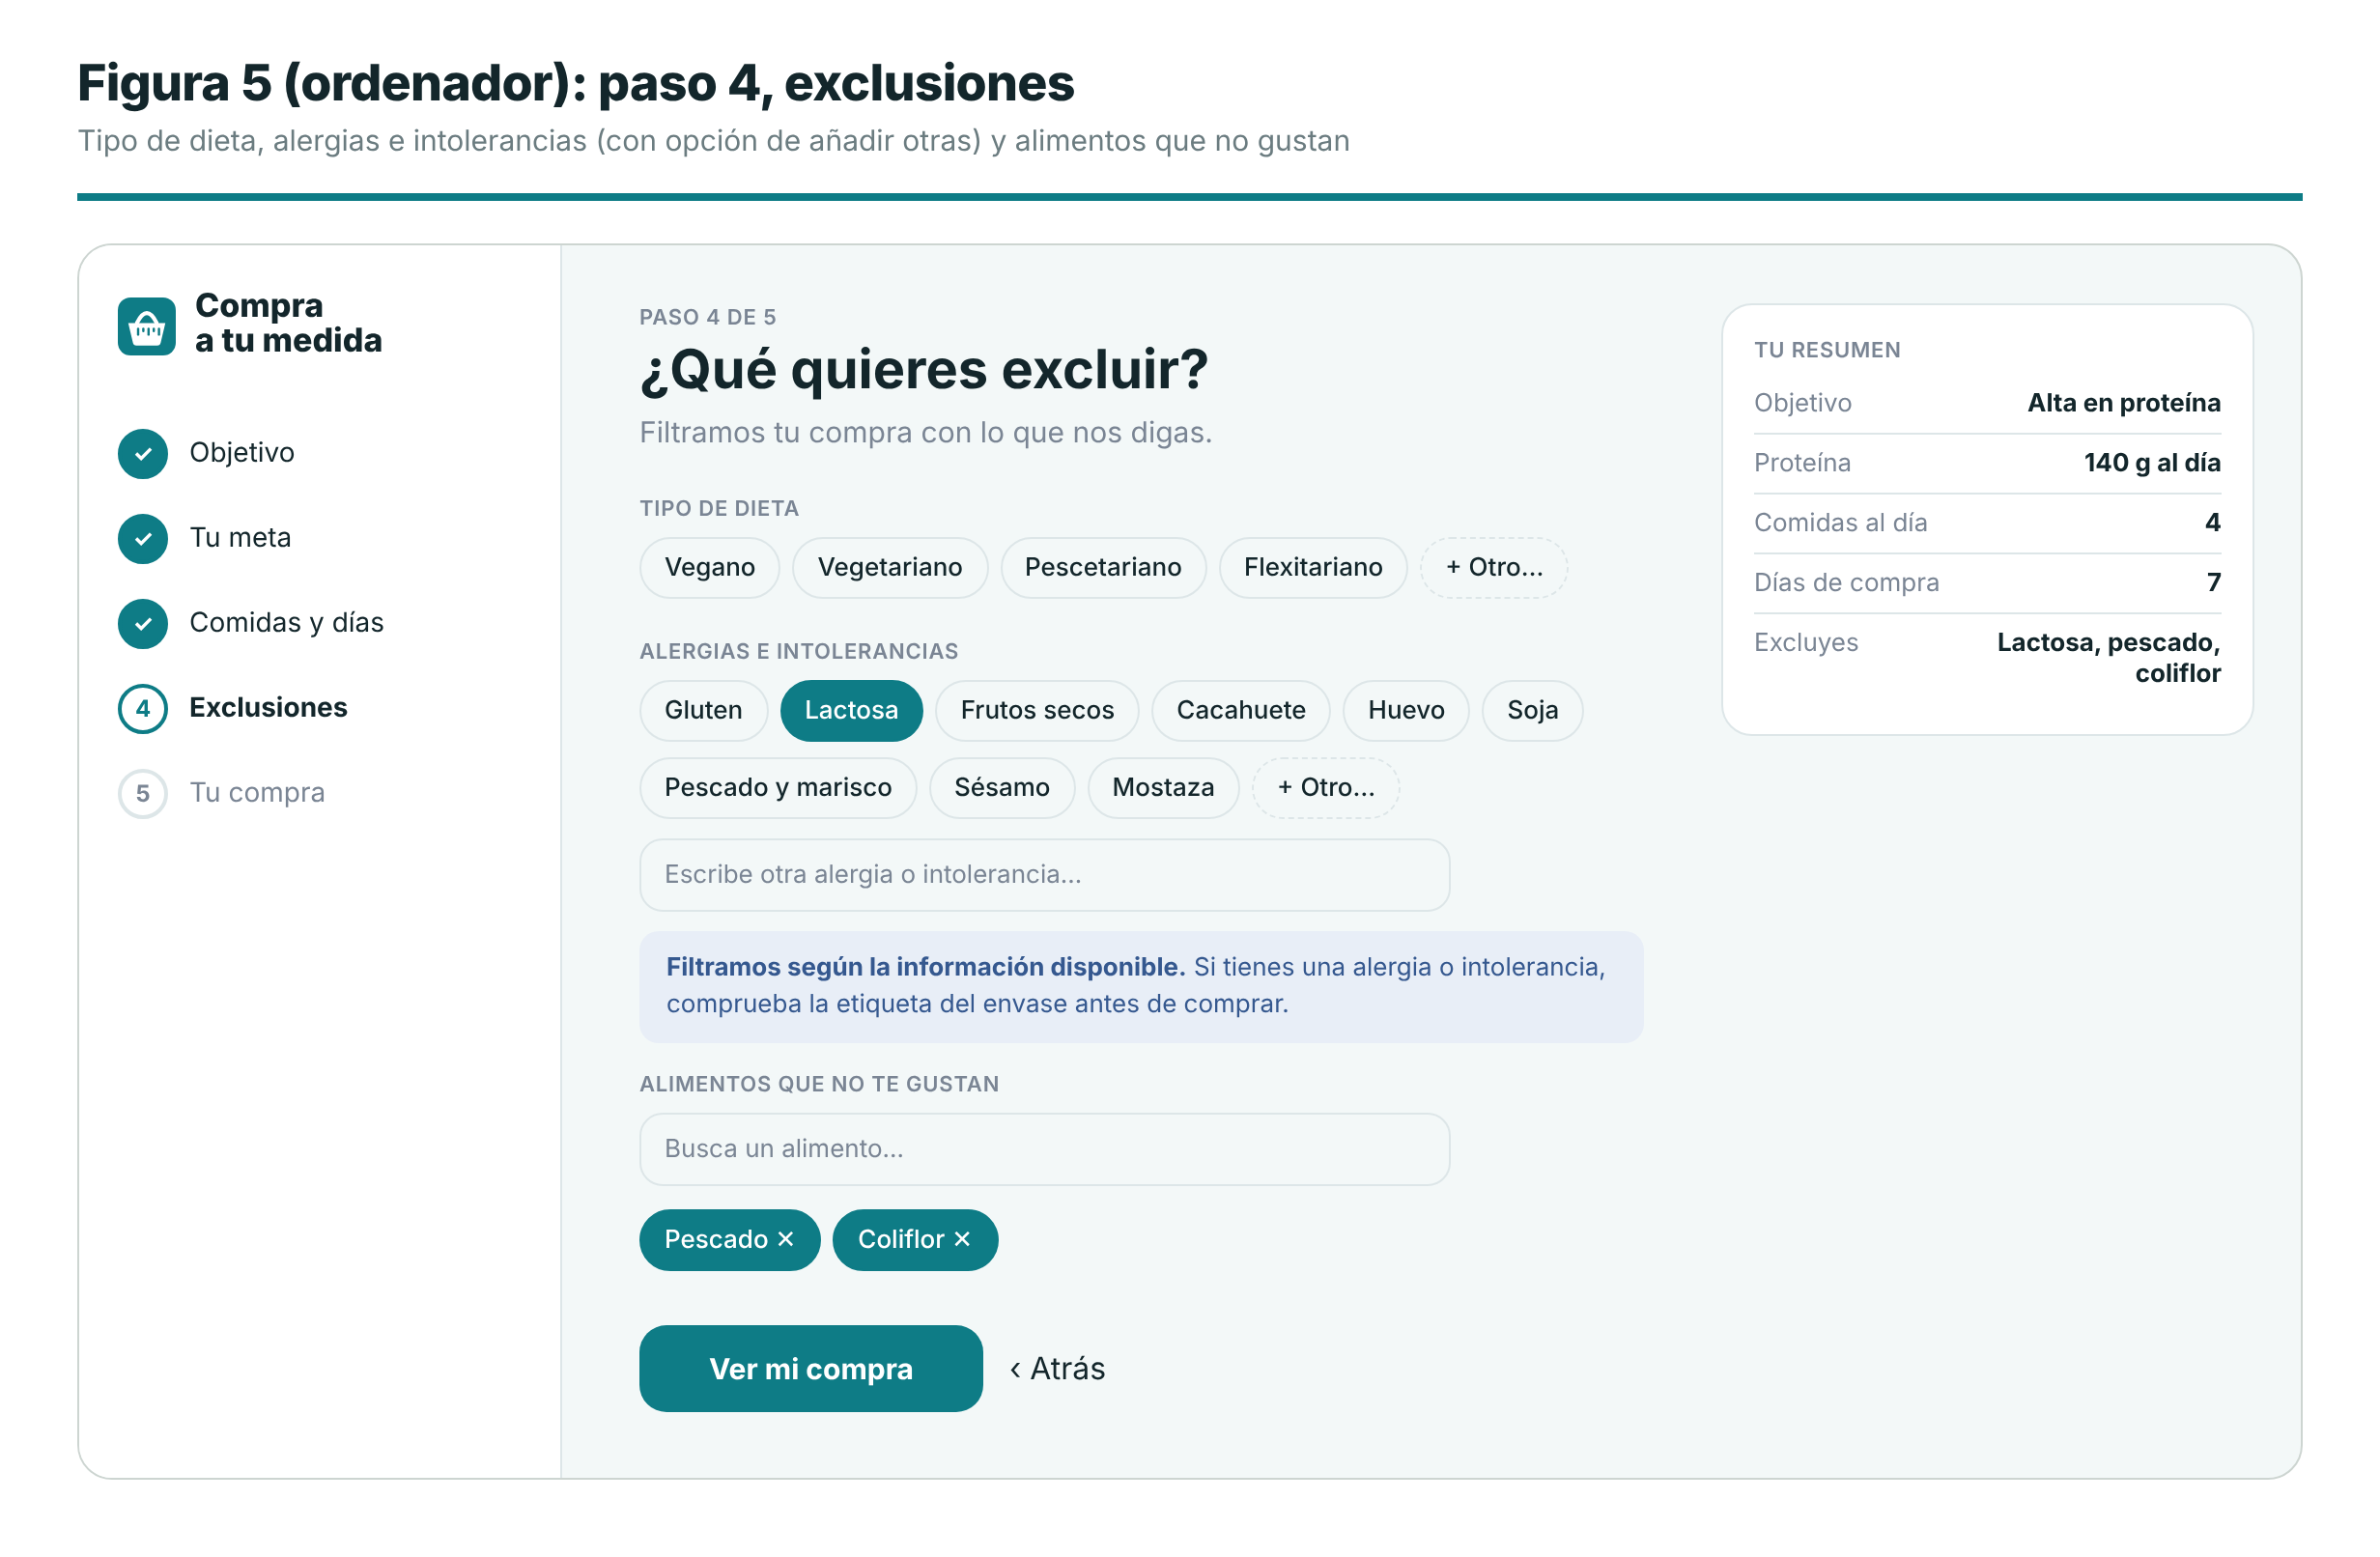 Figura 5 (ordenador): paso 4, exclusiones
Tipo de dieta, alergias e intolerancias (con opción de añadir otras) y alimentos que no gustan
Compra
a tu medida
Objetivo
Tu meta
Comidas y días
4 Exclusiones
5 Tu compra
PASO 4 DE 5
¿Qué quieres excluir?
Filtramos tu compra con lo que nos digas.
TIPO DE DIETA
Vegano Vegetariano Pescetariano Flexitariano + Otro...
ALERGIAS E INTOLERANCIAS
Gluten Lactosa Frutos secos Cacahuete Huevo Soja
Pescado y marisco Sésamo Mostaza + Otro...
Escribe otra alergia o intolerancia...
Filtramos según la información disponible. Si tienes una alergia o intolerancia,
comprueba la etiqueta del envase antes de comprar.
ALIMENTOS QUE NO TE GUSTAN
Busca un alimento...
Pescado ✕ Coliflor ✕
Ver mi compra ‹ Atrás
TU RESUMEN
Objetivo Alta en proteína
Proteína 140 g al día
Comidas al día 4
Días de compra 7
Excluyes Lactosa, pescado,
coliflor